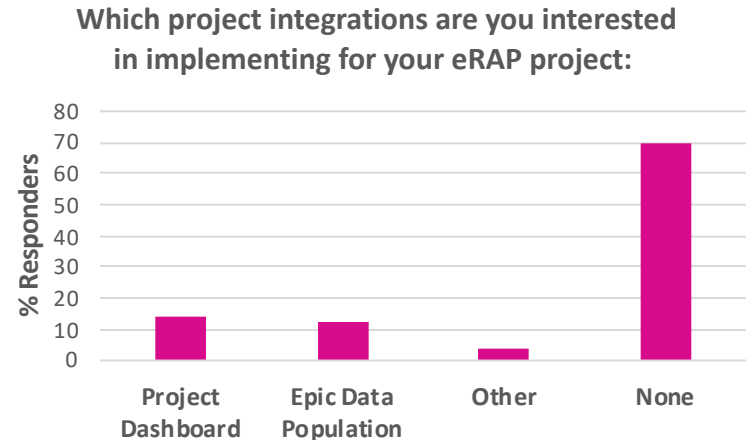 Which project integrations are you interested
in implementing for your eRAP project:
80
70
60
50
40
30
20
10
0
% Responders
Project
Dashboard
Epic Data
Population
Other
None